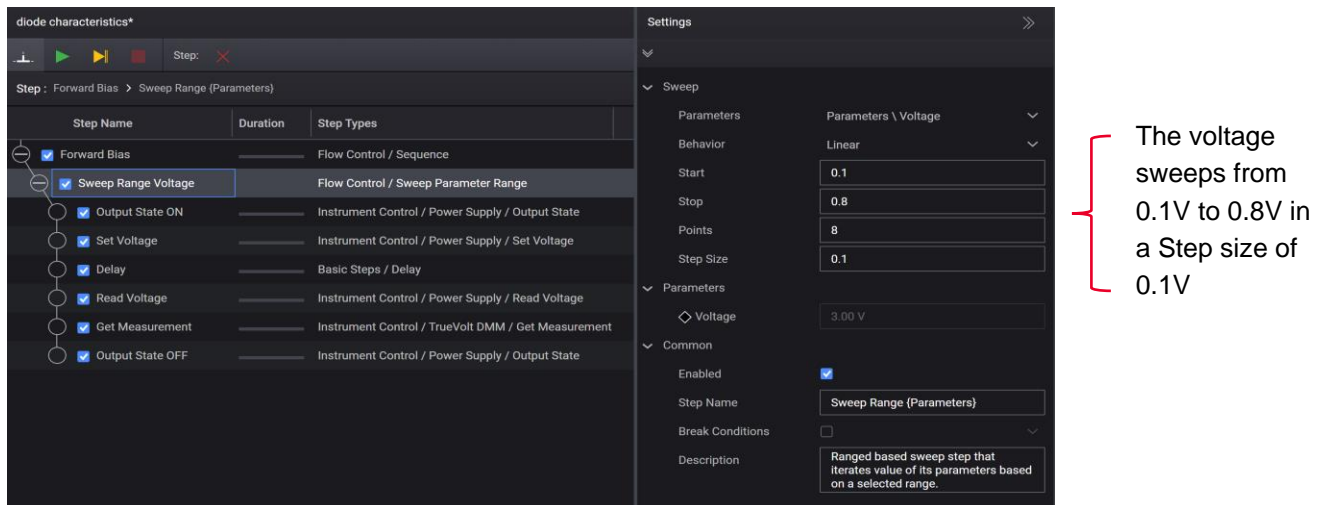 diode characteristics*
Step:
Step : Forward Bias > Sweep Range (Parameters)
Step Name Duration Step Types
Forward Bias Flow Control / Sequence
Sweep Range Voltage Flow Control / Sweep Parameter Range
Output State ON Instrument Control / Power Supply / Output State
Set Voltage Instrument Control / Power Supply / Set Voltage
Delay Basic Steps / Delay
Read Voltage Instrument Control / Power Supply / Read Voltage
Get Measurement Instrument Control / TrueVolt DMM / Get Measurement
Output State OFF Instrument Control / Power Supply / Output State
Settings
Sweep
Parameters Parameters \ Voltage
Behavior Linear
Start 0.1
Stop 0.8
Points 8
Step Size 0.1
Parameters
Voltage 3.00 V
Common
Enabled
Step Name Sweep Range {Parameters}
Break Conditions
Description Ranged based sweep step that
iterates value of its parameters based
on a selected range.
The voltage
sweeps from
0.1V to 0.8V in
a Step size of
0.1V